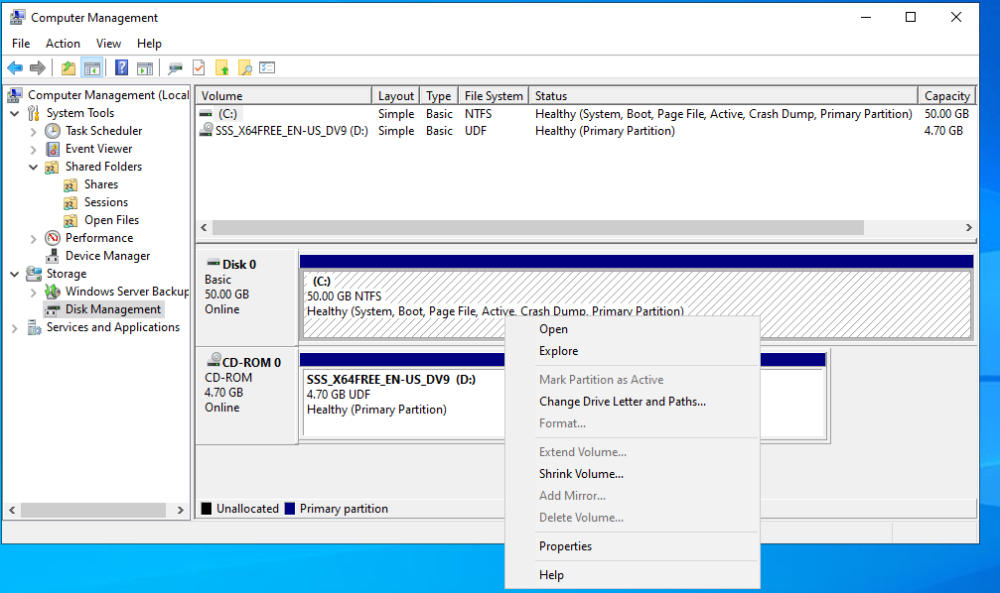 Computer Management
File Action View Help
Computer Management (Local
System Tools
Task Scheduler
Event Viewer
Shared Folders
Shares
Sessions
Open Files
Performance
Device Manager
Storage
Windows Server Backup
Disk Management
Services and Applications
Volume Layout Type File System Status Capacity
(C:) Simple Basic NTFS Healthy (System, Boot, Page File, Active, Crash Dump, Primary Partition) 50.00 GB
SSS_X64FREE_EN-US_DV9 (D:) Simple Basic UDF Healthy (Primary Partition) 4.70 GB
Disk 0
Basic
50.00 GB
Online
(C:)
50.00 GB NTFS
Healthy (System, Boot, Page File, Active, Crash Dump, Primary Partition)
CD-ROM 0
CD-ROM
4.70 GB
Online
SSS_X64FREE_EN-US_DV9 (D:)
4.70 GB UDF
Healthy (Primary Partition)
Unallocated Primary partition
Open
Explore
Mark Partition as Active
Change Drive Letter and Paths...
Format...
Extend Volume...
Shrink Volume...
Add Mirror...
Delete Volume...
Properties
Help